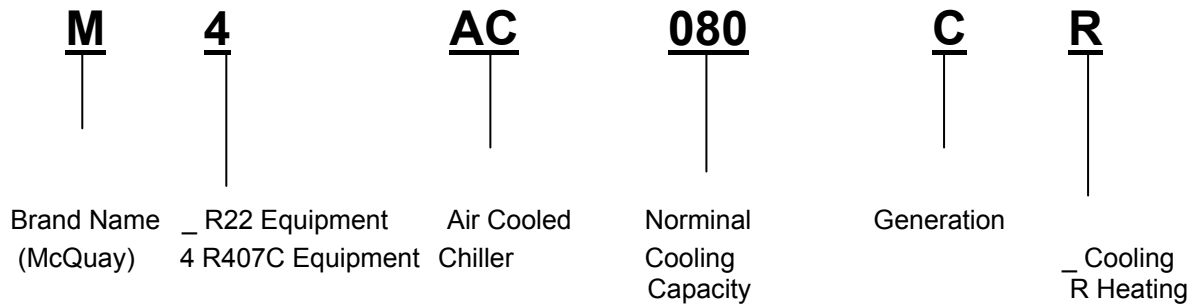 M 4 AC 080 C R
Brand Name _ R22 Equipment Air Cooled Norminal Generation
(McQuay) 4 R407C Equipment Chiller Cooling _ Cooling
Capacity R Heating